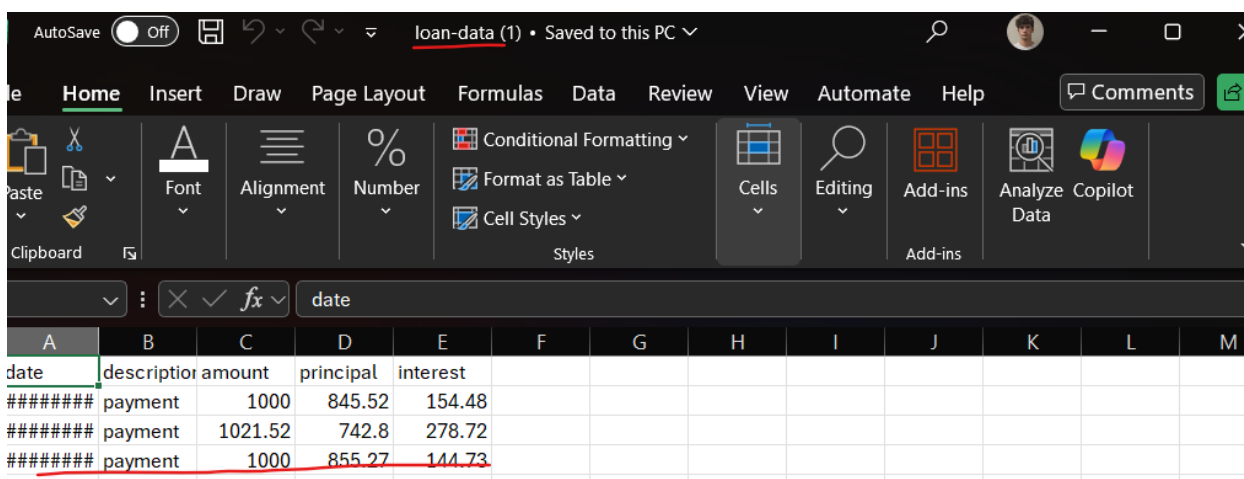 AutoSave Off loan-data (1) • Saved to this PC
le Home Insert Draw Page Layout Formulas Data Review View Automate Help Comments
Paste Font Alignment Number Conditional Formatting Format as Table Cell Styles Cells Editing Add-ins Analyze Data Copilot
Clipboard Styles Add-ins
fx date
A B C D E F G H I J K L M
date description amount principal interest
######## payment 1000 845.52 154.48
######## payment 1021.52 742.8 278.72
######## payment 1000 855.27 144.73